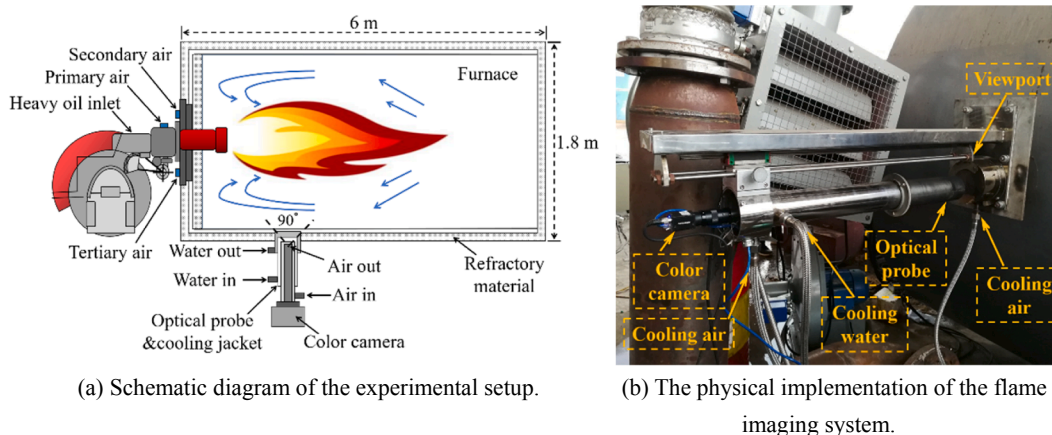 6 m
Secondary air
Primary air
Heavy oil inlet
Furnace
1.8 m
Tertiary air
90°
Water out
Air out
Water in
Air in
Refractory
material
Optical probe
&cooling jacket
Color camera
(a) Schematic diagram of the experimental setup.
Viewport
Color
camera
Optical
probe
Cooling
air
Cooling air
Cooling
water
(b) The physical implementation of the flame
imaging system.